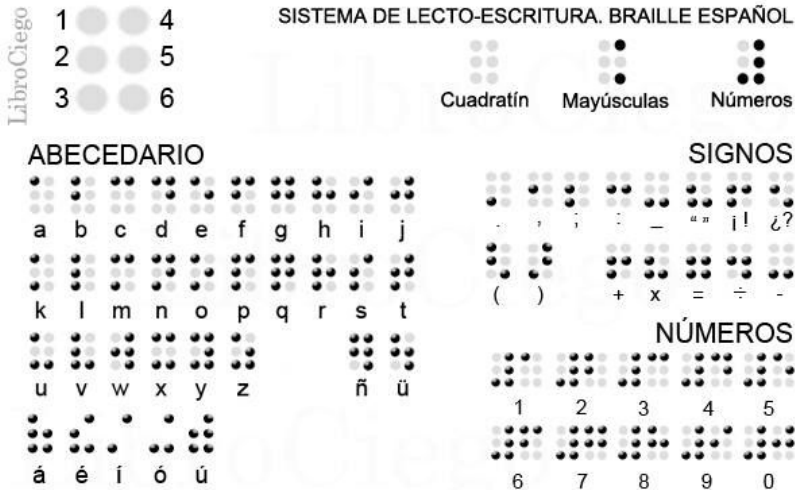 LibroCiego
1 4
2 5
3 6
SISTEMA DE LECTO-ESCRITURA. BRAILLE ESPAÑOL
Cuadratín Mayúsculas Números
ABECEDARIO
a b c d e f g h i j
k l m n o p q r s t
u v w x y z ñ ü
á é í ó ú
SIGNOS
. , ; : _ “ ” ¡ ! ¿?
( ) + x = ÷ -
NÚMEROS
1 2 3 4 5
6 7 8 9 0